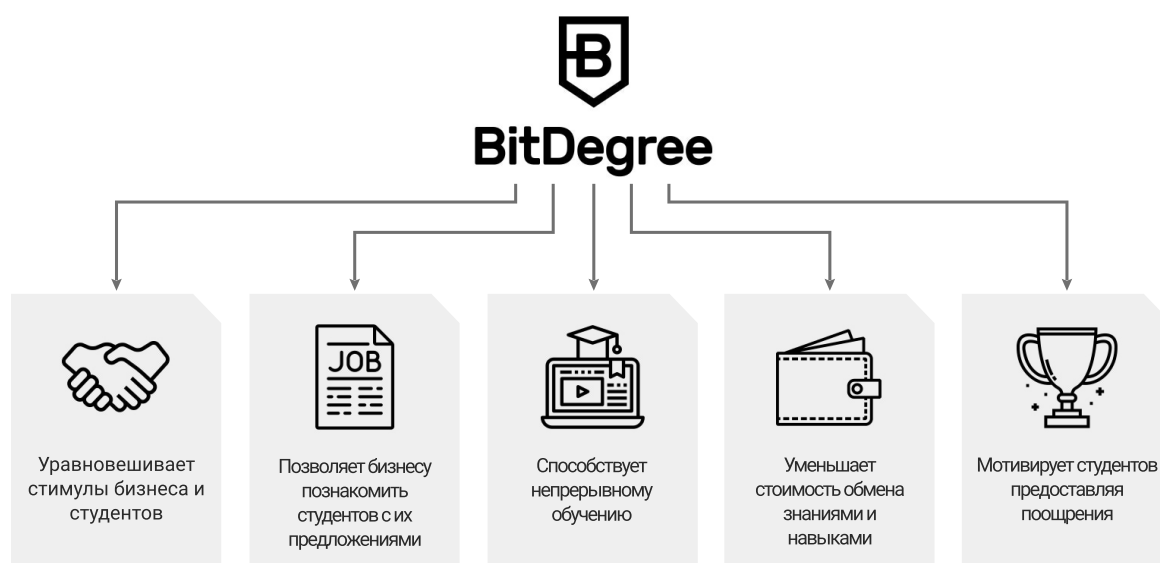 B
BitDegree
JOB
Уравновешивает
стимулы бизнеса и
студентов
Позволяет бизнесу
познакомить
студентов с их
предложениями
Способствует
непрерывному
обучению
Уменьшает
стоимость обмена
знаниями и
навыками
Мотивирует студентов
предоставляя
поощрения